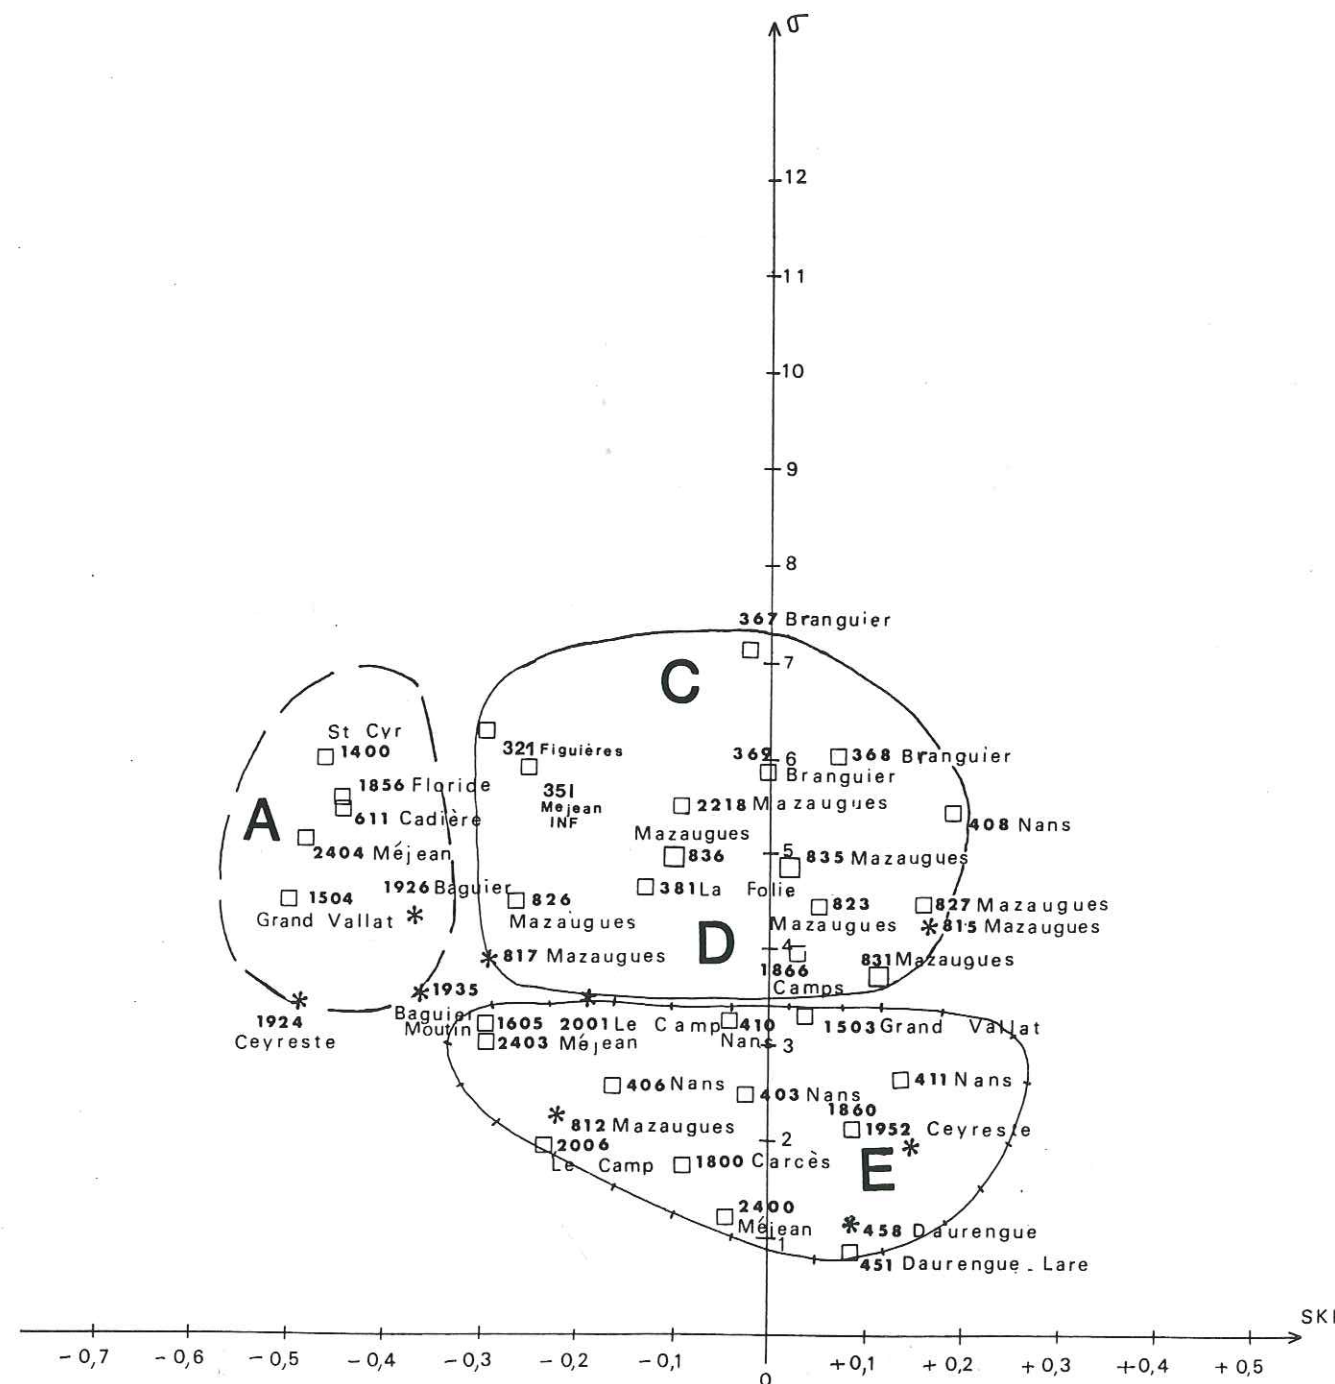 σ
12
11
10
9
8
367 Branguier
7
C
St Cyr
1400
321 Figuières
369
6
368 Branguier
Branguier
1856 Floride
351
Mejean
INF
2218 Mazaugues
A
611 Cadière
408 Nans
Mazaugues
2404 Méjean
836
5
835 Mazaugues
1926 Baguier
381 La Folie
1504
826
823
827 Mazaugues
Grand Vallat
Mazaugues
Mazaugues
815 Mazaugues
D
4
817 Mazaugues
831 Mazaugues
1866
Camps
1935
Baguier
Moutin
1924
Ceyreste
1605
2001 Le Camp
410
Nans
1503 Grand Vallat
2403 Méjean
3
406 Nans
403 Nans
411 Nans
1860
812 Mazaugues
2
1952 Ceyreste
2006
Le Camp
1800 Carcès
E
2400
Méjean
458 Daurengue
1
451 Daurengue - Lare
SKI
-0,7
-0,6
-0,5
-0,4
-0,3
-0,2
-0,1
0
+0,1
+0,2
+0,3
+0,4
+0,5